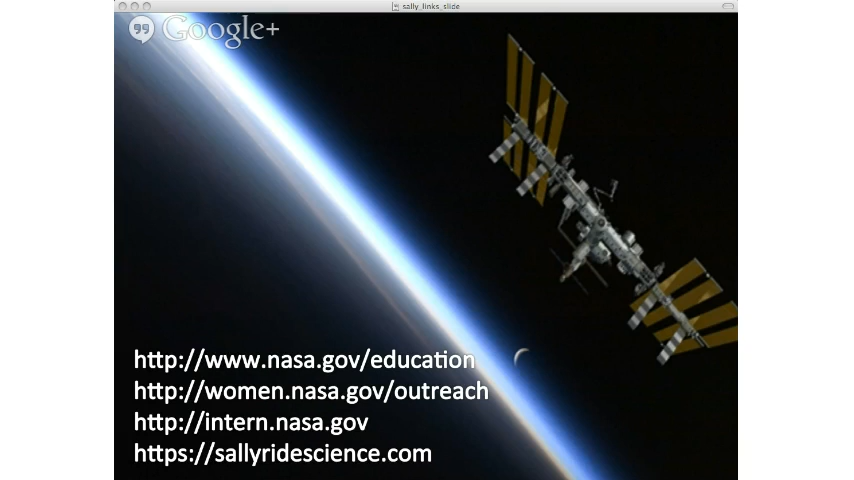 sally_links_slide
Google+
http://www.nasa.gov/education
http://women.nasa.gov/outreach
http://intern.nasa.gov
https://sallyridescience.com